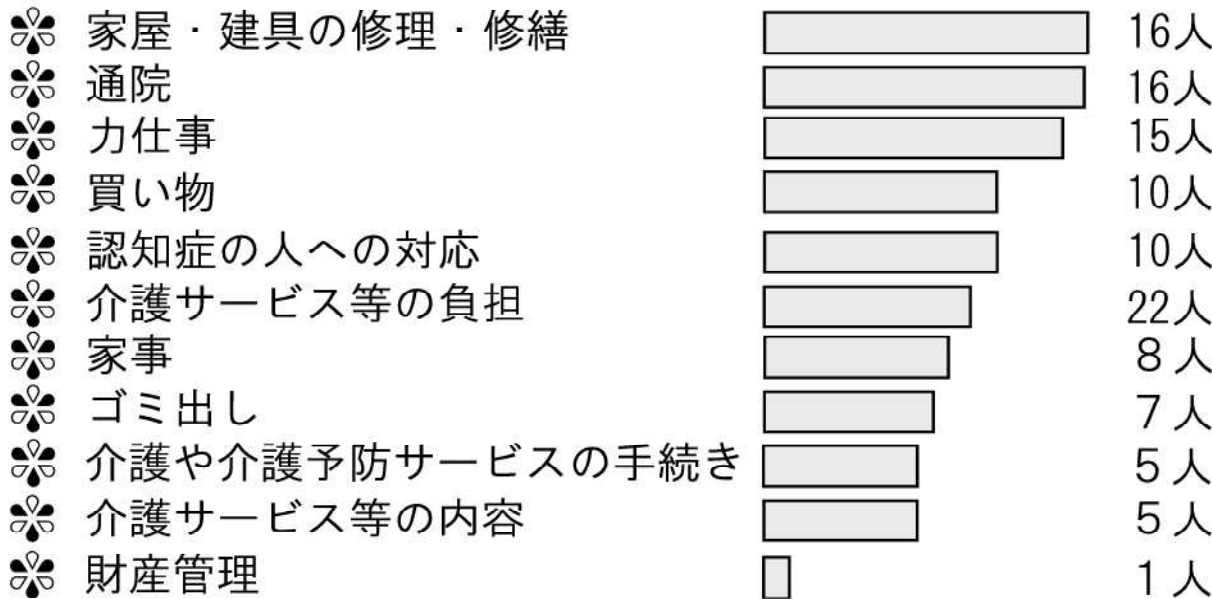 家屋・建具の修理・修繕 16人
通院 16人
力仕事 15人
買い物 10人
認知症の人への対応 10人
介護サービス等の負担 22人
家事 8人
ゴミ出し 7人
介護や介護予防サービスの手続き 5人
介護サービス等の内容 5人
財産管理 1人